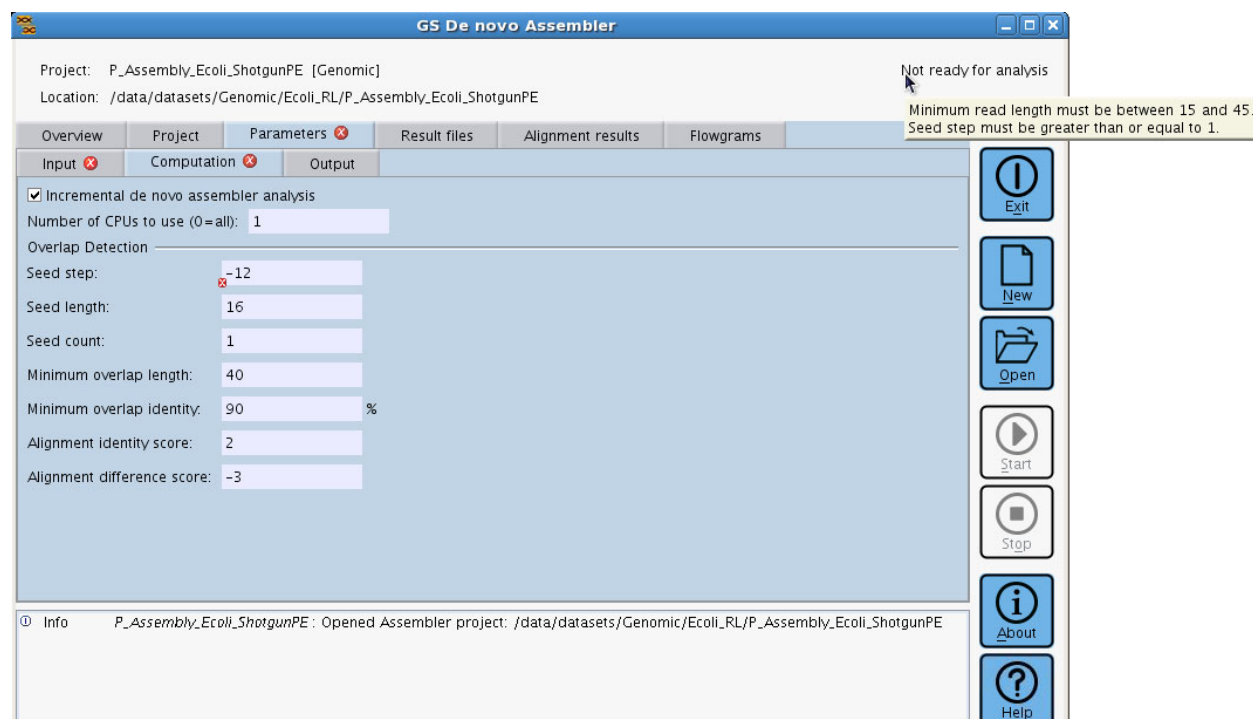 GS De novo Assembler
Project: P_Assembly_Ecoli_ShotgunPE [Genomic]
Not ready for analysis
Location: /data/datasets/Genomic/Ecoli_RL/P_Assembly_Ecoli_ShotgunPE
Minimum read length must be between 15 and 45.
Seed step must be greater than or equal to 1.
Overview Project Parameters Result files Alignment results Flowgrams
Input Computation Output
Incremental de novo assembler analysis
Number of CPUs to use (0=all): 1
Overlap Detection
Seed step: -12
Seed length: 16
Seed count: 1
Minimum overlap length: 40
Minimum overlap identity: 90 %
Alignment identity score: 2
Alignment difference score: -3
Exit
New
Open
Start
Stop
About
Help
Info P_Assembly_Ecoli_ShotgunPE : Opened Assembler project: /data/datasets/Genomic/Ecoli_RL/P_Assembly_Ecoli_ShotgunPE